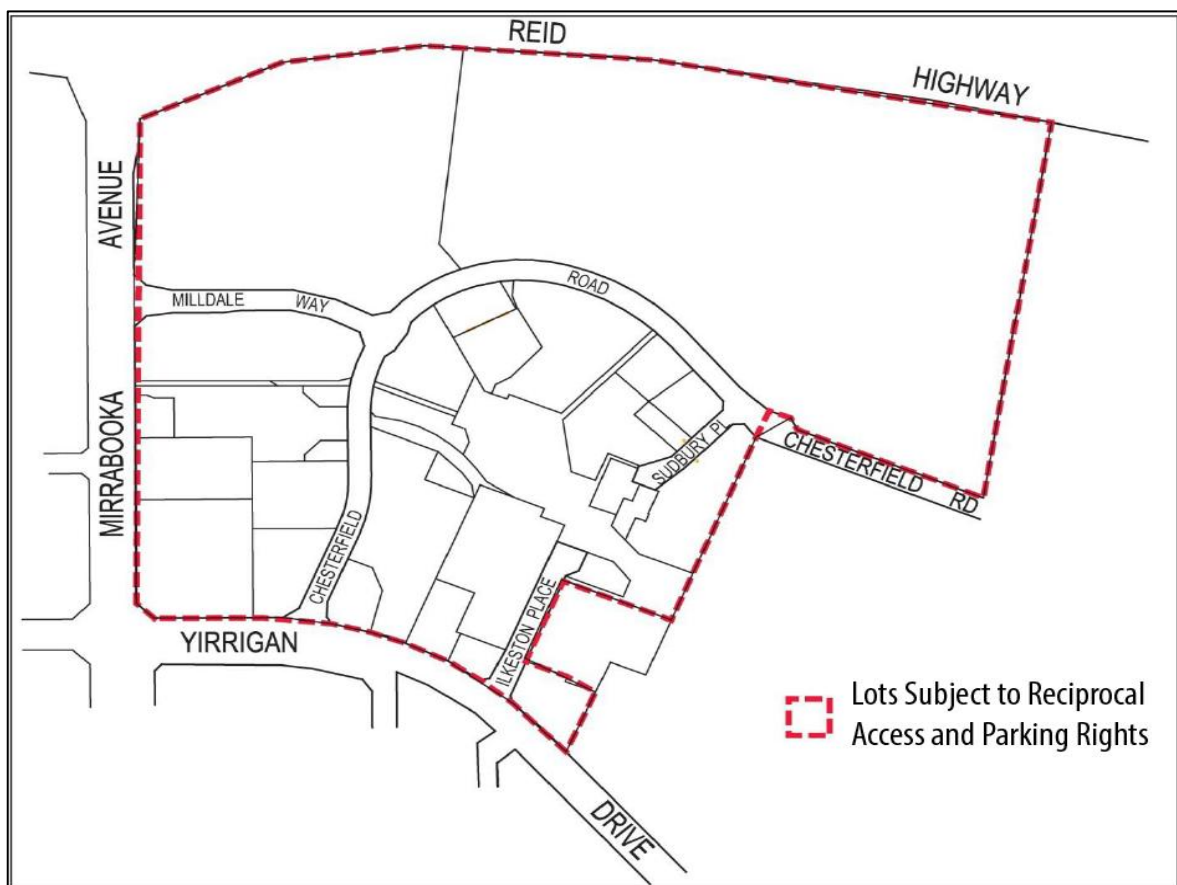 REID
HIGHWAY
AVENUE
MILLDALE WAY
ROAD
MIRRABOOKA
SUDBURY Pl
CHESTERFIELD RD
CHESTERFIELD
ILKESTON PLACE
YIRRIGAN
DRIVE
Lots Subject to Reciprocal
Access and Parking Rights